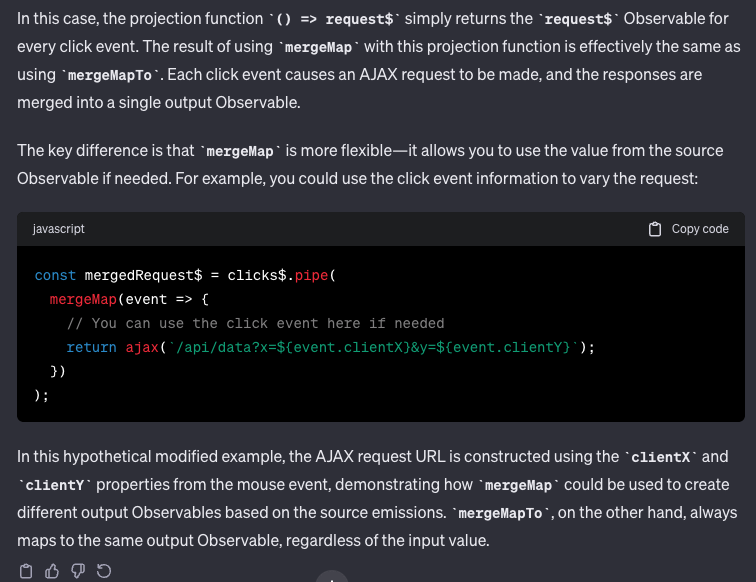 In this case, the projection function `() => request$` simply returns the `request$` Observable for
every click event. The result of using `mergeMap` with this projection function is effectively the same as
using `mergeMapTo`. Each click event causes an AJAX request to be made, and the responses are
merged into a single output Observable.
The key difference is that `mergeMap` is more flexible—it allows you to use the value from the source
Observable if needed. For example, you could use the click event information to vary the request:
javascript Copy code
const mergedRequest$ = clicks$.pipe(
  mergeMap(event => {
    // You can use the click event here if needed
    return ajax(`/api/data?x=${event.clientX}&y=${event.clientY}`);
  })
);
In this hypothetical modified example, the AJAX request URL is constructed using the `clientX` and
`clientY` properties from the mouse event, demonstrating how `mergeMap` could be used to create
different output Observables based on the source emissions. `mergeMapTo`, on the other hand, always
maps to the same output Observable, regardless of the input value.